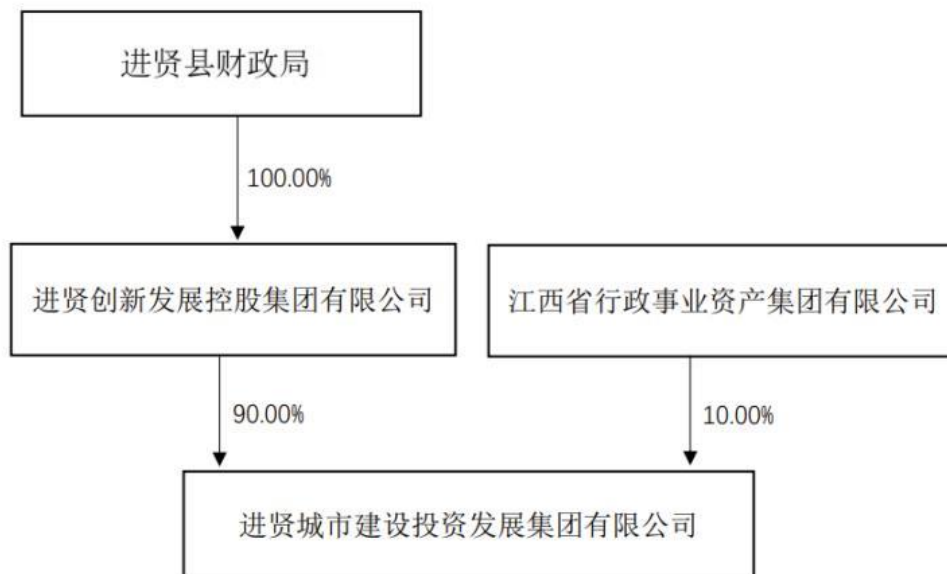 进贤县财政局
100.00%
进贤创新发展控股集团有限公司
江西省行政事业资产集团有限公司
90.00%
10.00%
进贤城市建设投资发展集团有限公司